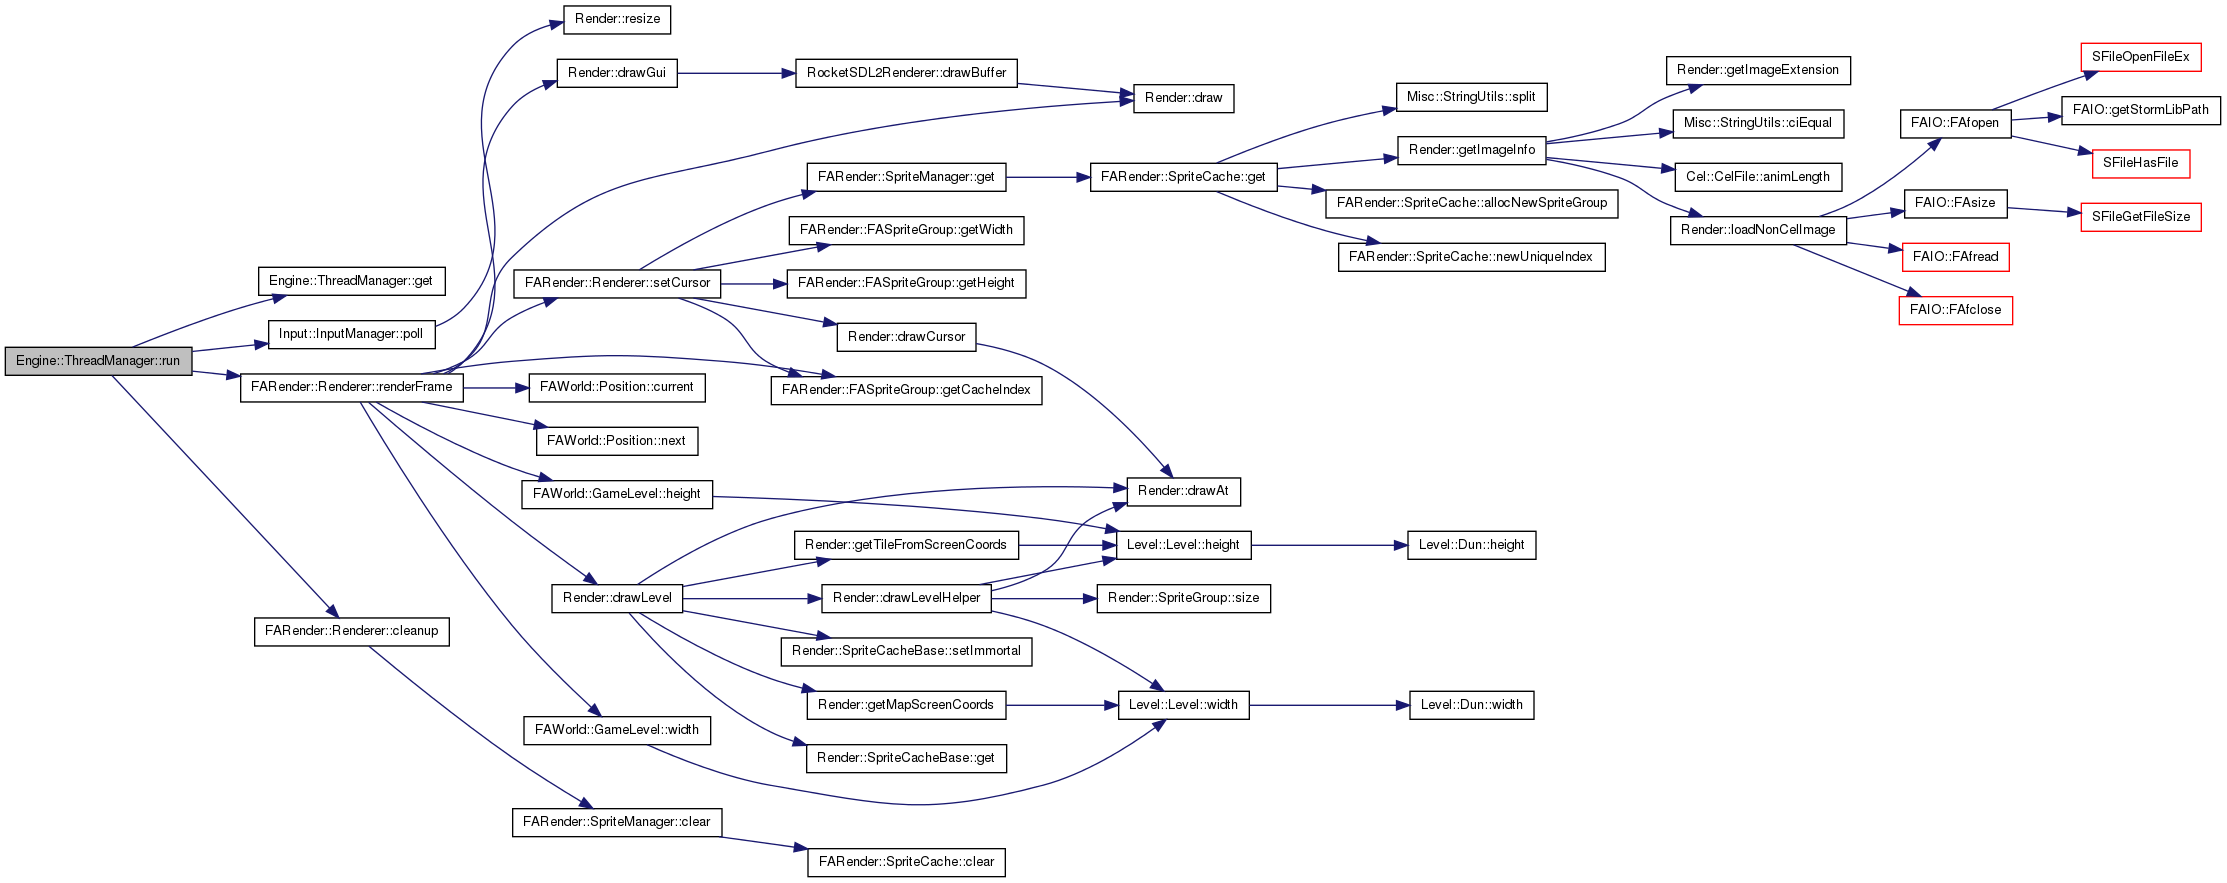 Render::resize
Render::drawGui
RocketSDL2Renderer::drawBuffer
Render::draw
SFileOpenFileEx
Render::getImageExtension
Misc::StringUtils::split
FAIO::getStormLibPath
Misc::StringUtils::ciEqual
FAIO::FAfopen
Render::getImageInfo
SFileHasFile
FARender::SpriteManager::get
FARender::SpriteCache::get
Cel::CelFile::animLength
FARender::SpriteCache::allocNewSpriteGroup
FAIO::FAsize
SFileGetFileSize
FARender::FASpriteGroup::getWidth
Render::loadNonCelImage
FARender::SpriteCache::newUniqueIndex
FAIO::FAfread
Engine::ThreadManager::get
FARender::Renderer::setCursor
FARender::FASpriteGroup::getHeight
FAIO::FAfclose
Input::InputManager::poll
Render::drawCursor
Engine::ThreadManager::run
FARender::Renderer::renderFrame
FAWorld::Position::current
FARender::FASpriteGroup::getCacheIndex
FAWorld::Position::next
FAWorld::GameLevel::height
Render::drawAt
Render::getTileFromScreenCoords
Level::Level::height
Level::Dun::height
Render::drawLevel
Render::drawLevelHelper
Render::SpriteGroup::size
FARender::Renderer::cleanup
Render::SpriteCacheBase::setImmortal
Render::getMapScreenCoords
Level::Level::width
Level::Dun::width
FAWorld::GameLevel::width
Render::SpriteCacheBase::get
FARender::SpriteManager::clear
FARender::SpriteCache::clear